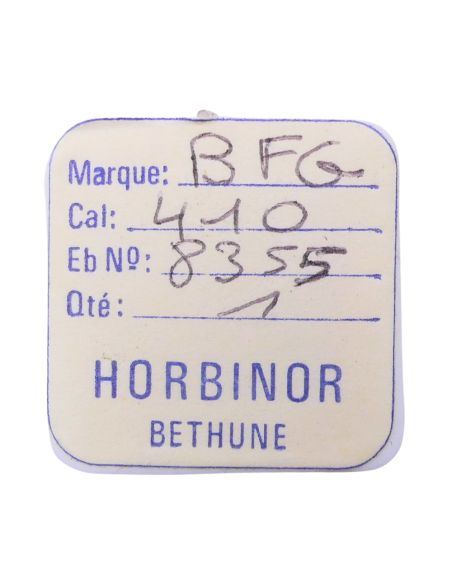 Marque: BFG
Cal: 410
Eb Nº: 8355
Qté: 1
HORBINOR
BETHUNE